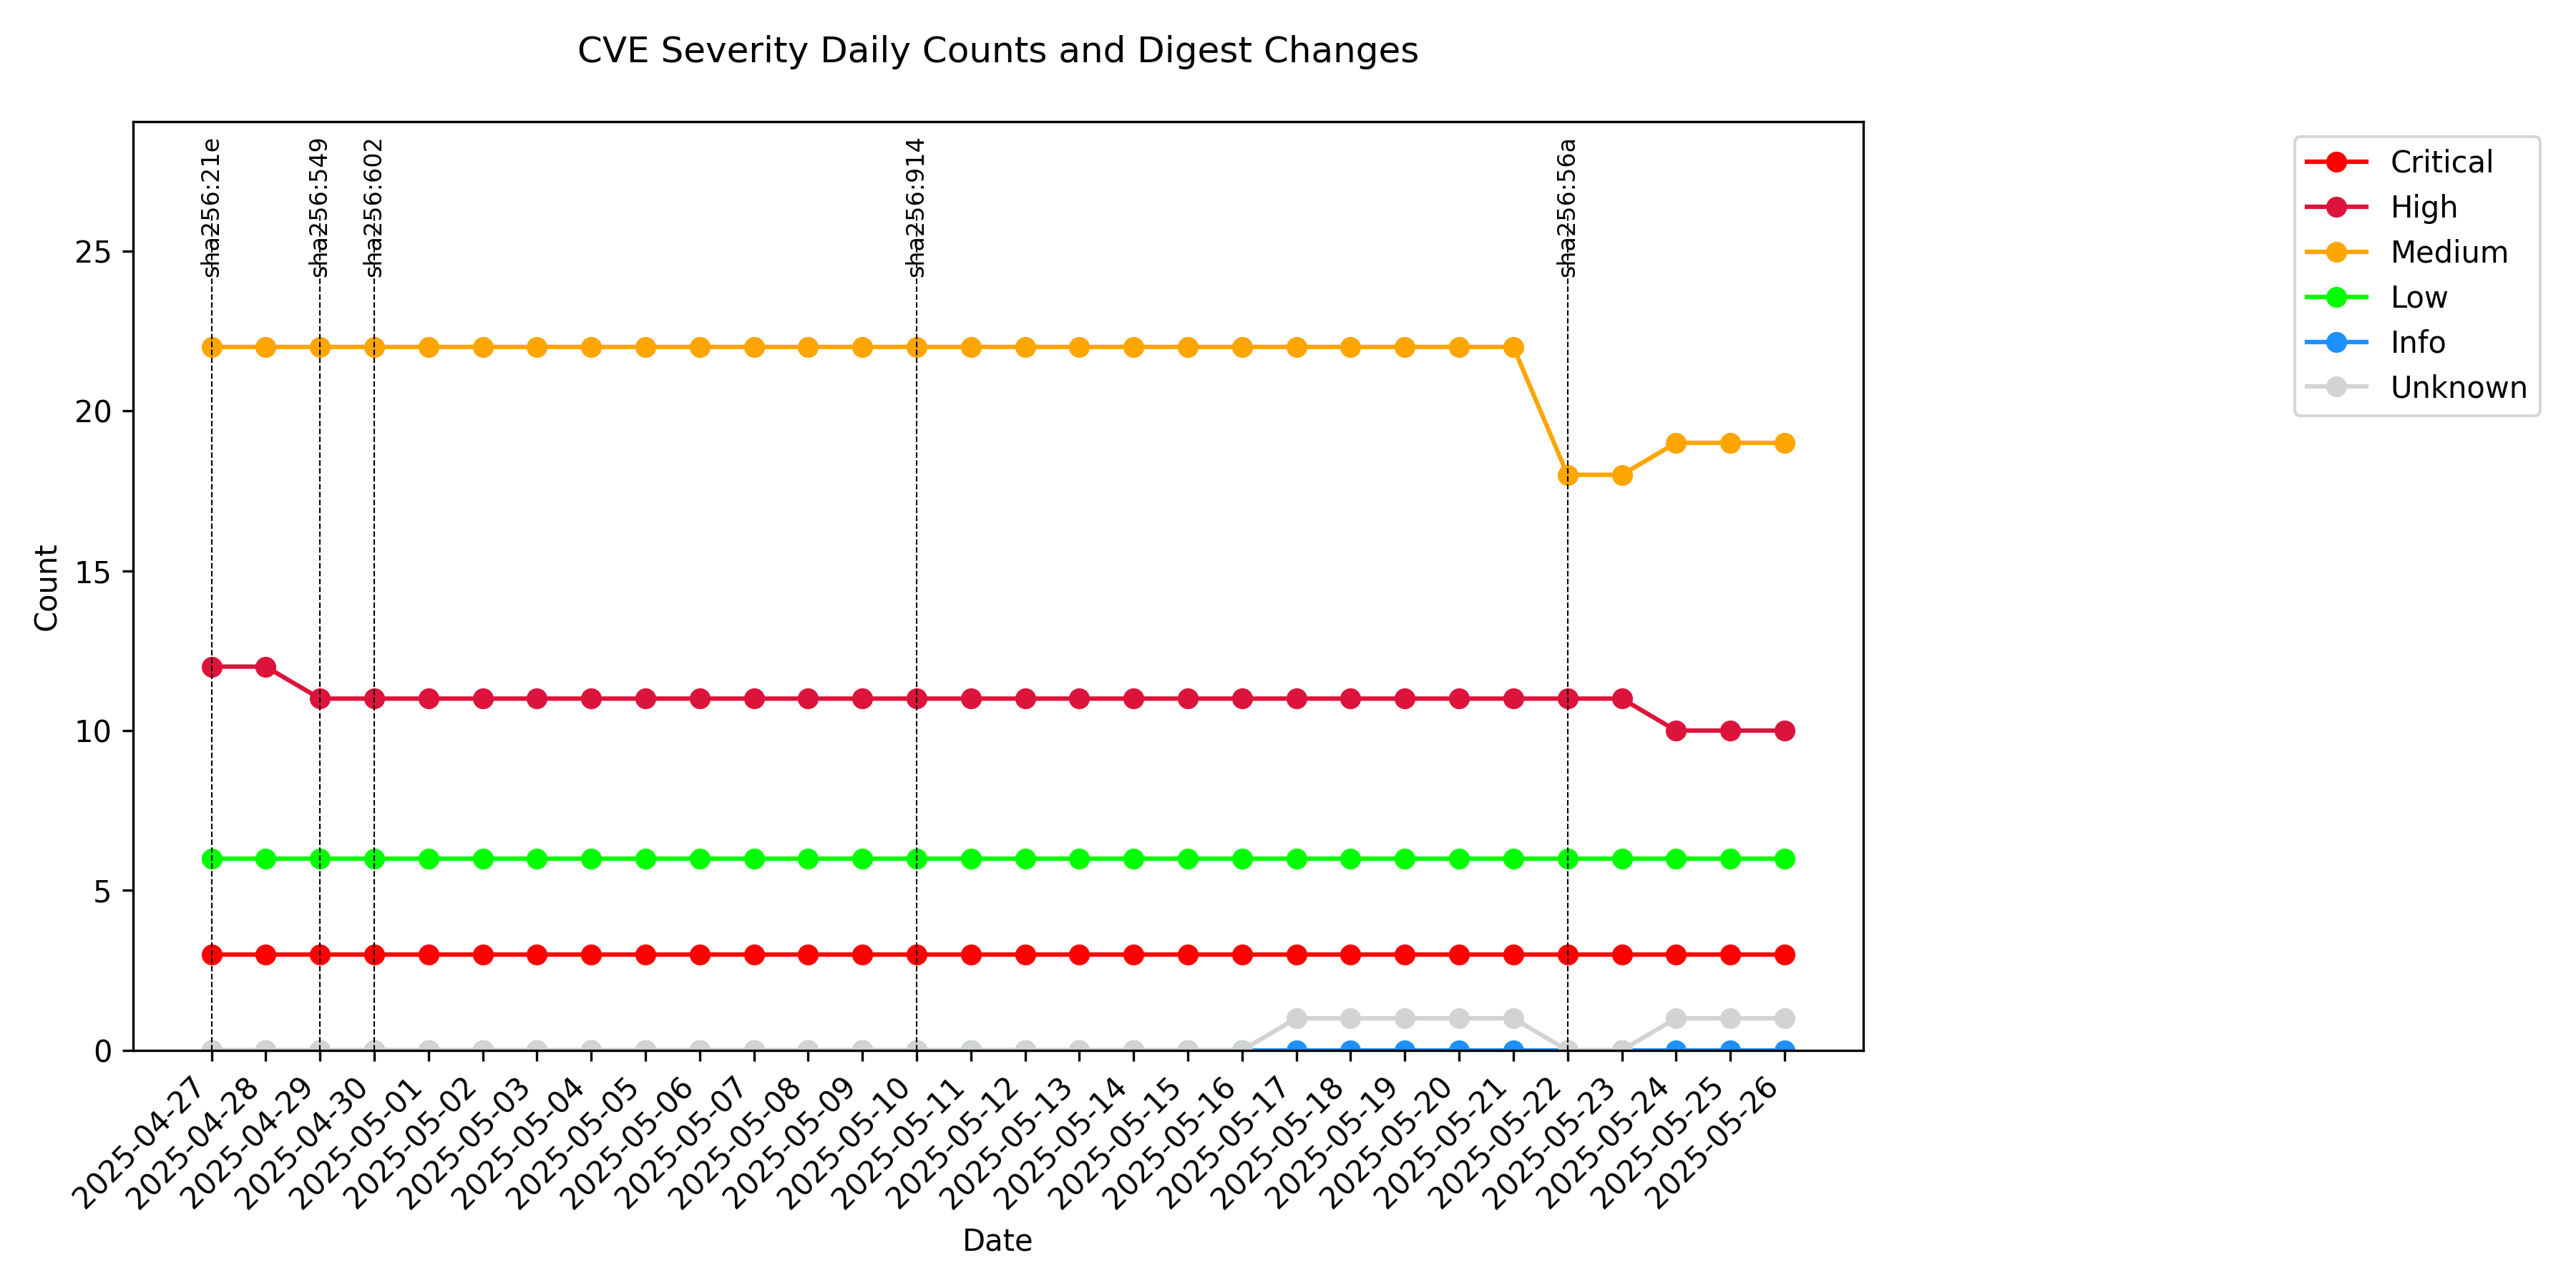 CVE Severity Daily Counts and Digest Changes
sha256:21e
sha256:549
sha256:602
sha256:914
sha256:56a
Critical
High
Medium
Low
Info
Unknown
Count
25
20
15
10
5
0
2025-04-27
2025-04-28
2025-04-29
2025-04-30
2025-05-01
2025-05-02
2025-05-03
2025-05-04
2025-05-05
2025-05-06
2025-05-07
2025-05-08
2025-05-09
2025-05-10
2025-05-11
2025-05-12
2025-05-13
2025-05-14
2025-05-15
2025-05-16
2025-05-17
2025-05-18
2025-05-19
2025-05-20
2025-05-21
2025-05-22
2025-05-23
2025-05-24
2025-05-25
2025-05-26
Date